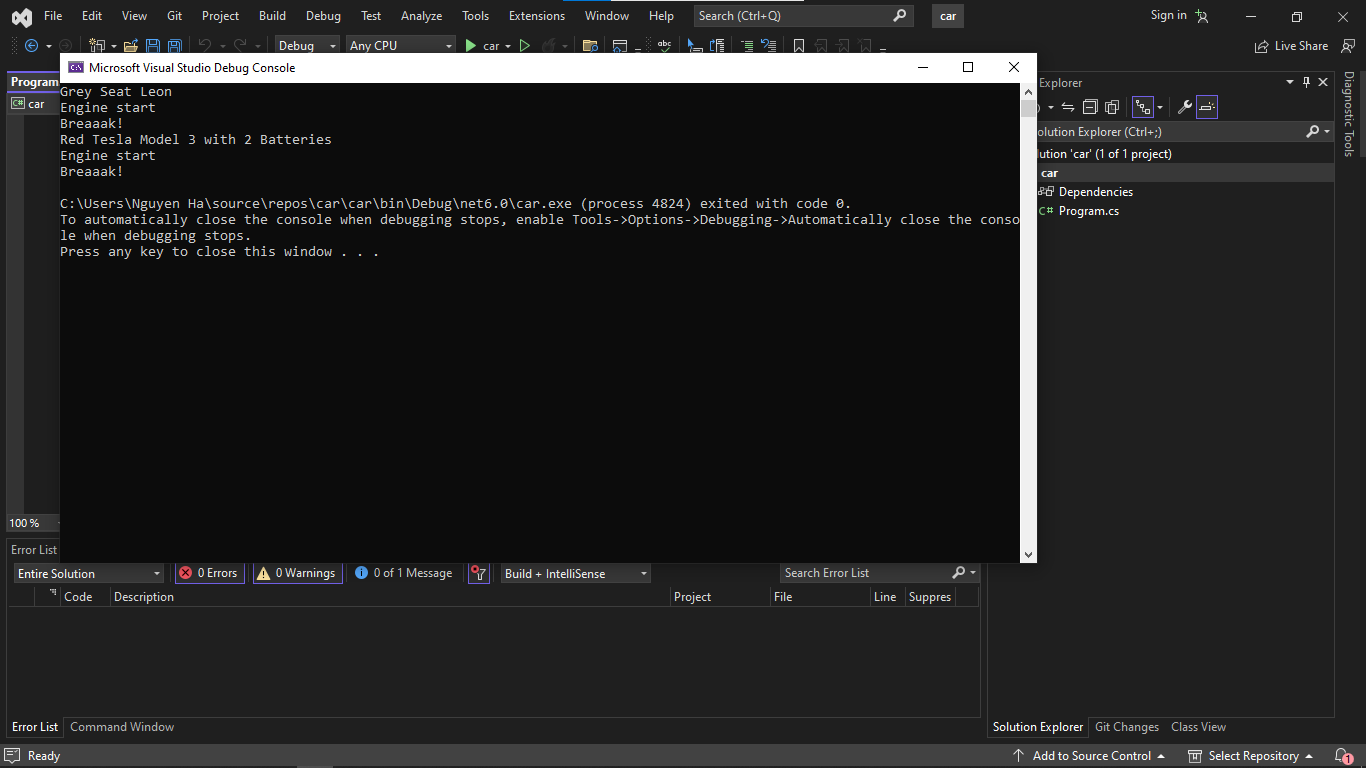 File Edit View Git Project Build Debug Test Analyze Tools Extensions Window Help Search (Ctrl+Q) car Sign in
Debug Any CPU car Live Share
Microsoft Visual Studio Debug Console
Program
car
Grey Seat Leon
Engine start
Breaaak!
Red Tesla Model 3 with 2 Batteries
Engine start
Breaaak!
C:\Users\Nguyen Ha\source\repos\car\car\bin\Debug\net6.0\car.exe (process 4824) exited with code 0.
To automatically close the console when debugging stops, enable Tools->Options->Debugging->Automatically close the conso
le when debugging stops.
Press any key to close this window . . .
Explorer
olution Explorer (Ctrl+;)
lution 'car' (1 of 1 project)
car
Dependencies
C# Program.cs
Diagnostic Tools
100 %
Error List
Entire Solution 0 Errors 0 Warnings 0 of 1 Message Build + IntelliSense Search Error List
Code Description Project File Line Suppres
Error List Command Window
Solution Explorer Git Changes Class View
Ready Add to Source Control Select Repository 1